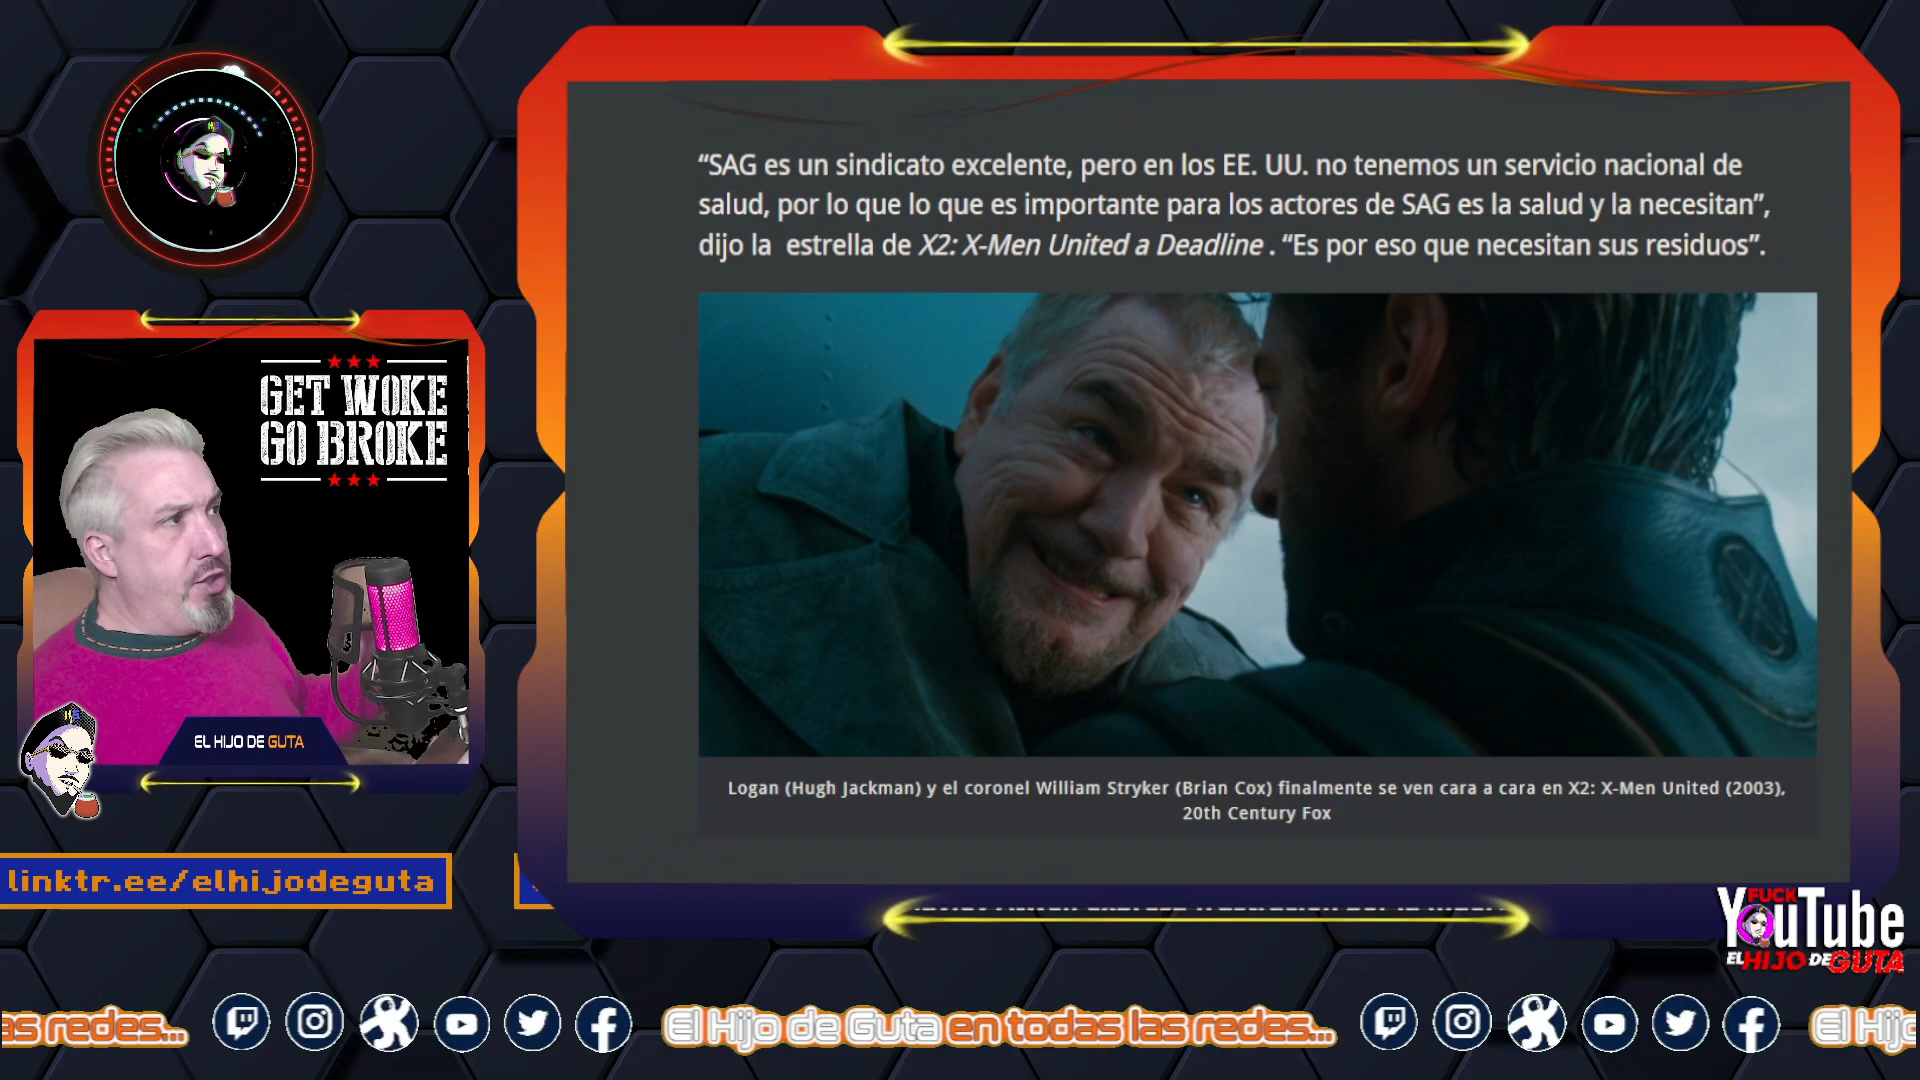 “SAG es un sindicato excelente, pero en los EE. UU. no tenemos un servicio nacional de
salud, por lo que lo que es importante para los actores de SAG es la salud y la necesitan”,
dijo la estrella de X2: X-Men United a Deadline . “Es por eso que necesitan sus residuos”.
Logan (Hugh Jackman) y el coronel William Stryker (Brian Cox) finalmente se ven cara a cara en X2: X-Men United (2003),
20th Century Fox
GET WOKE
GO BROKE
EL HIJO DE GUTA
linktr.ee/elhijodeguta
FUCK
YouTube
EL HIJO DE GUTA
as redes...
El Hijo de Guta en todas las redes...
El Hijo